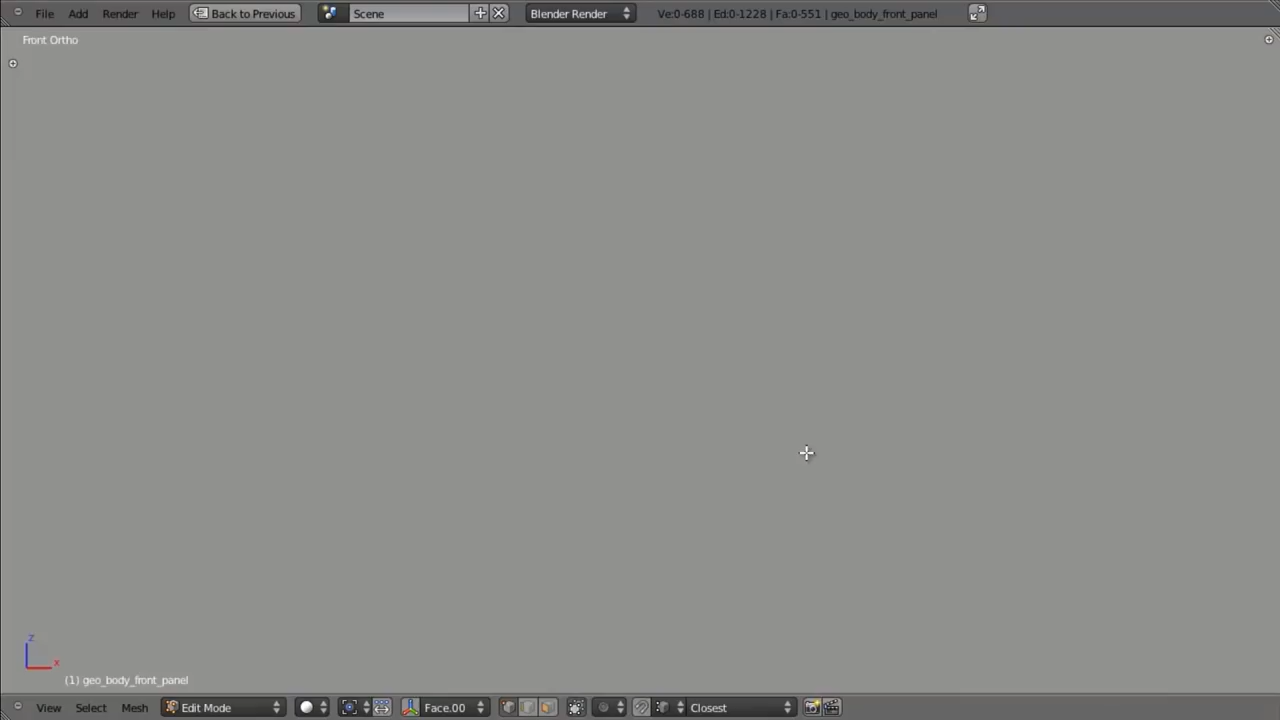 File Add Render Help Back to Previous Scene Blender Render Ve:0-688 | Ed:0-1228 | Fa:0-551 | geo_body_front_panel
Front Ortho
z
x
(1) geo_body_front_panel
View Select Mesh Edit Mode Face.00 Closest